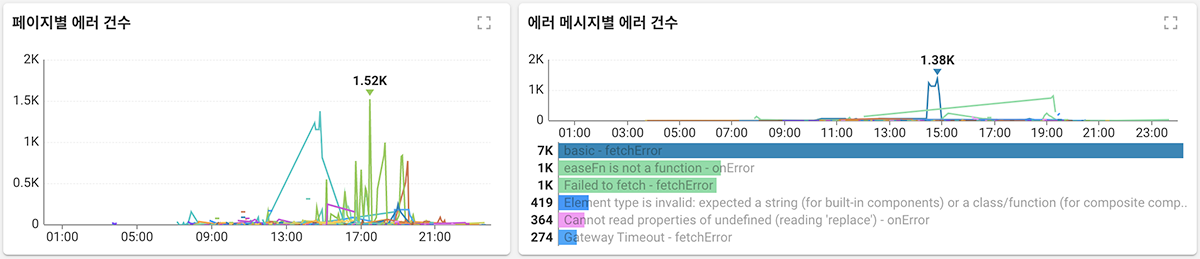 페이지별 에러 건수
2K
1.5K
1K
0.5K
0
1.52K
01:00 05:00 09:00 13:00 17:00 21:00
에러 메시지별 에러 건수
2K
1K
0
1.38K
01:00 03:00 05:00 07:00 09:00 11:00 13:00 15:00 17:00 19:00 21:00 23:00
7K basic - fetchError
1K easeFn is not a function - onError
1K Failed to fetch - fetchError
419 Element type is invalid: expected a string (for built-in components) or a class/function (for composite comp...
364 Cannot read properties of undefined (reading 'replace') - onError
274 Gateway Timeout - fetchError